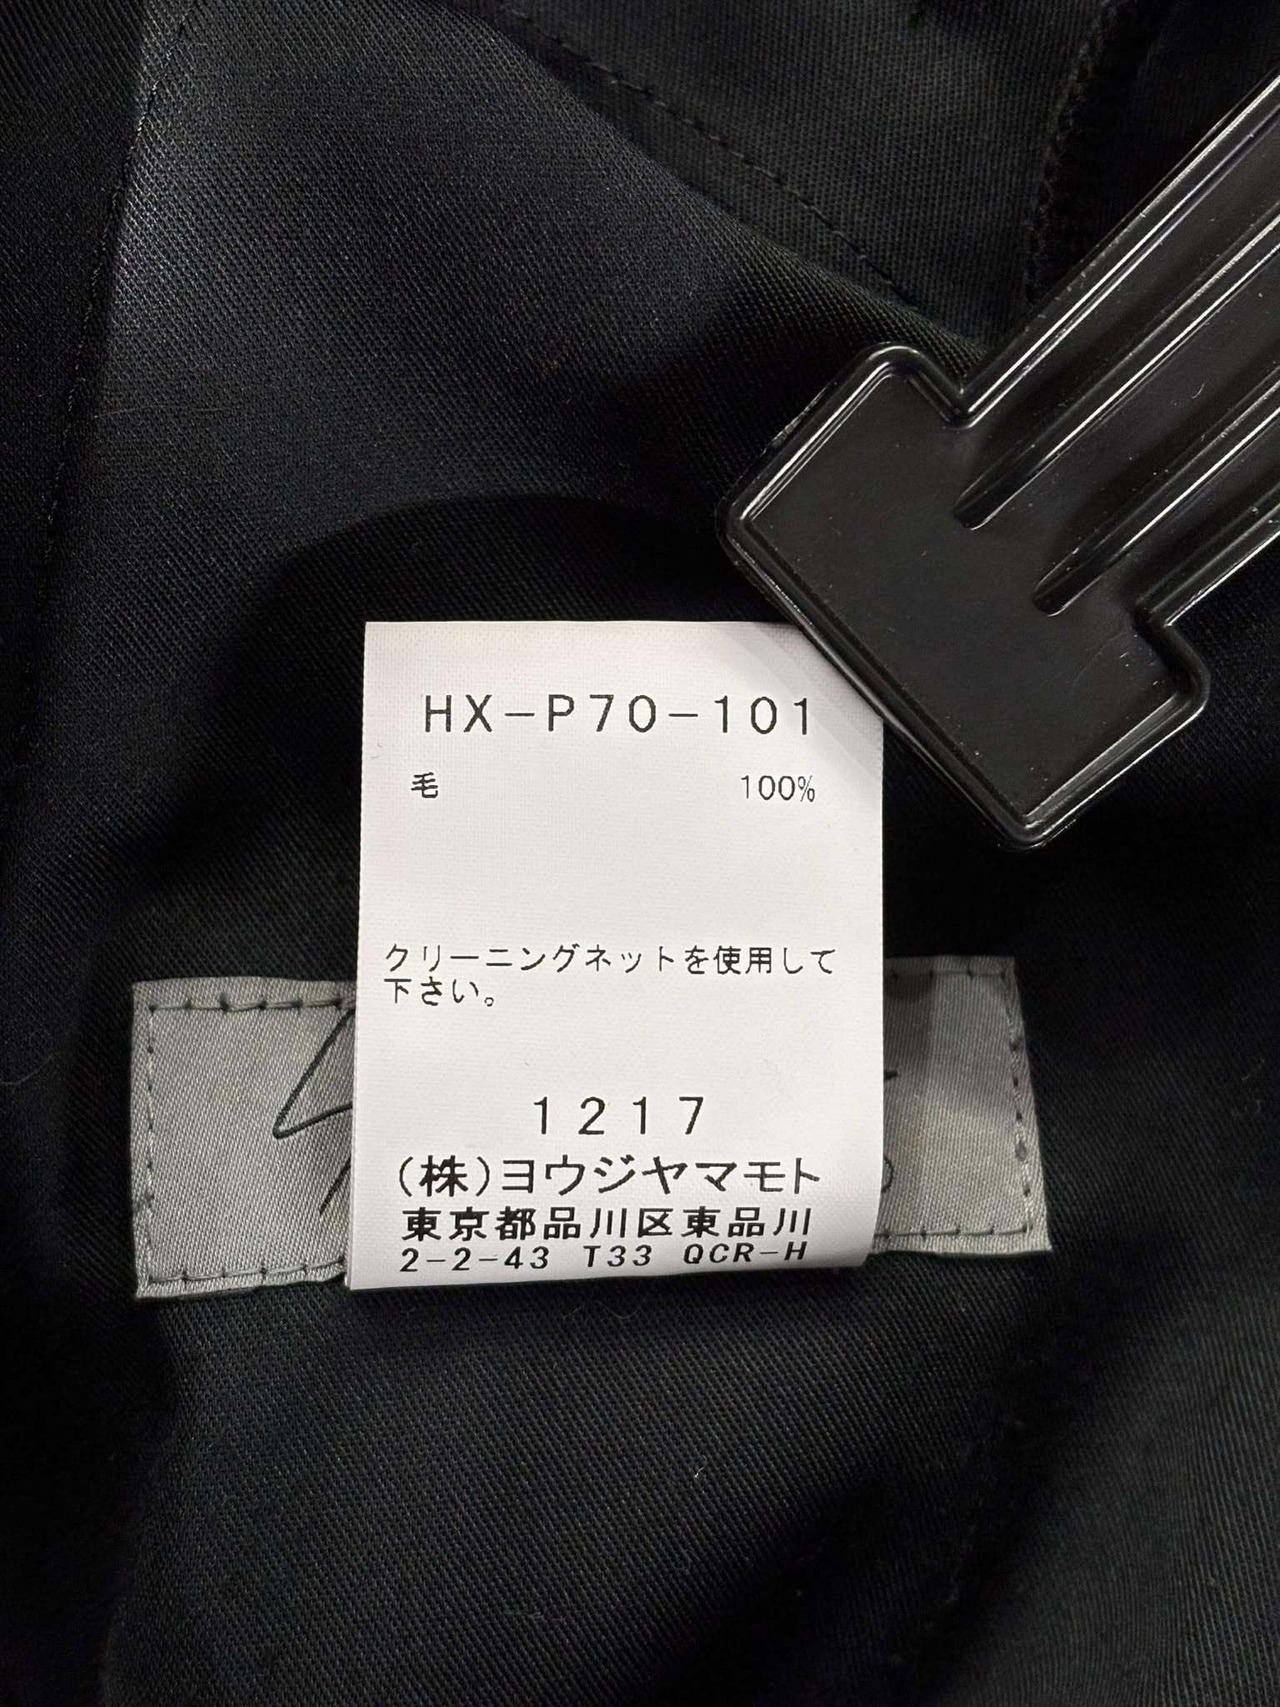 HX-P70-101
毛 100%
クリーニングネットを使用して
下さい。
1217
(株)ヨウジヤマモト
東京都品川区東品川
2-2-43 T33 QCR-H